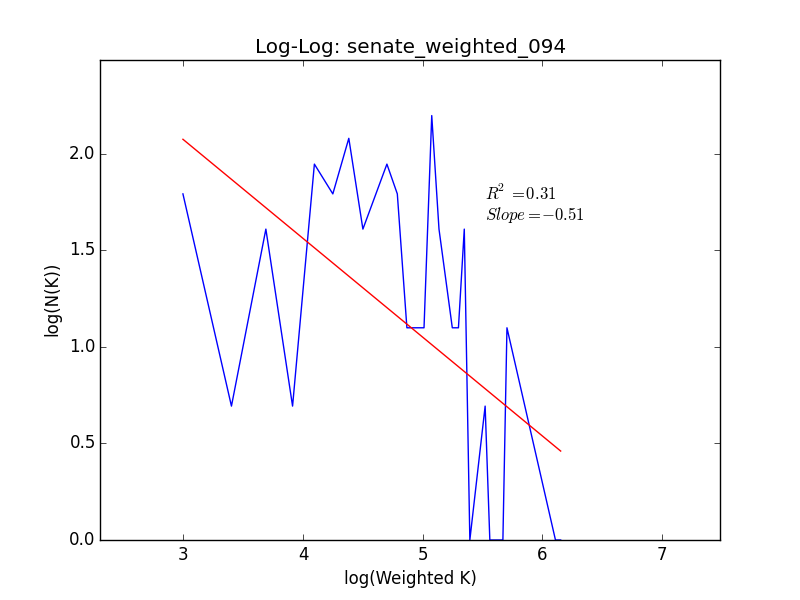 Log-Log: senate_weighted_094
2.0
1.5
1.0
0.5
0.0
log(N(K))
R² =0.31
Slope=−0.51
3 4 5 6 7
log(Weighted K)